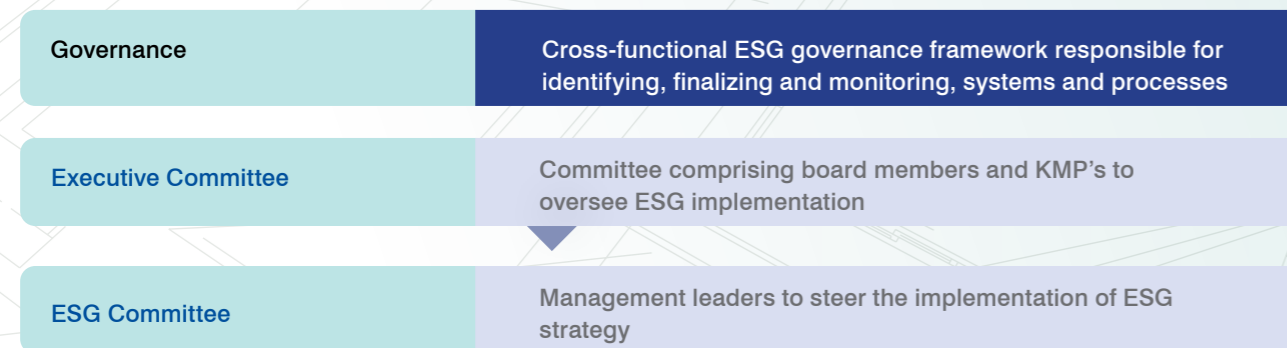 Governance
Cross-functional ESG governance framework responsible for
identifying, finalizing and monitoring, systems and processes
Executive Committee
Committee comprising board members and KMP's to
oversee ESG implementation
ESG Committee
Management leaders to steer the implementation of ESG
strategy